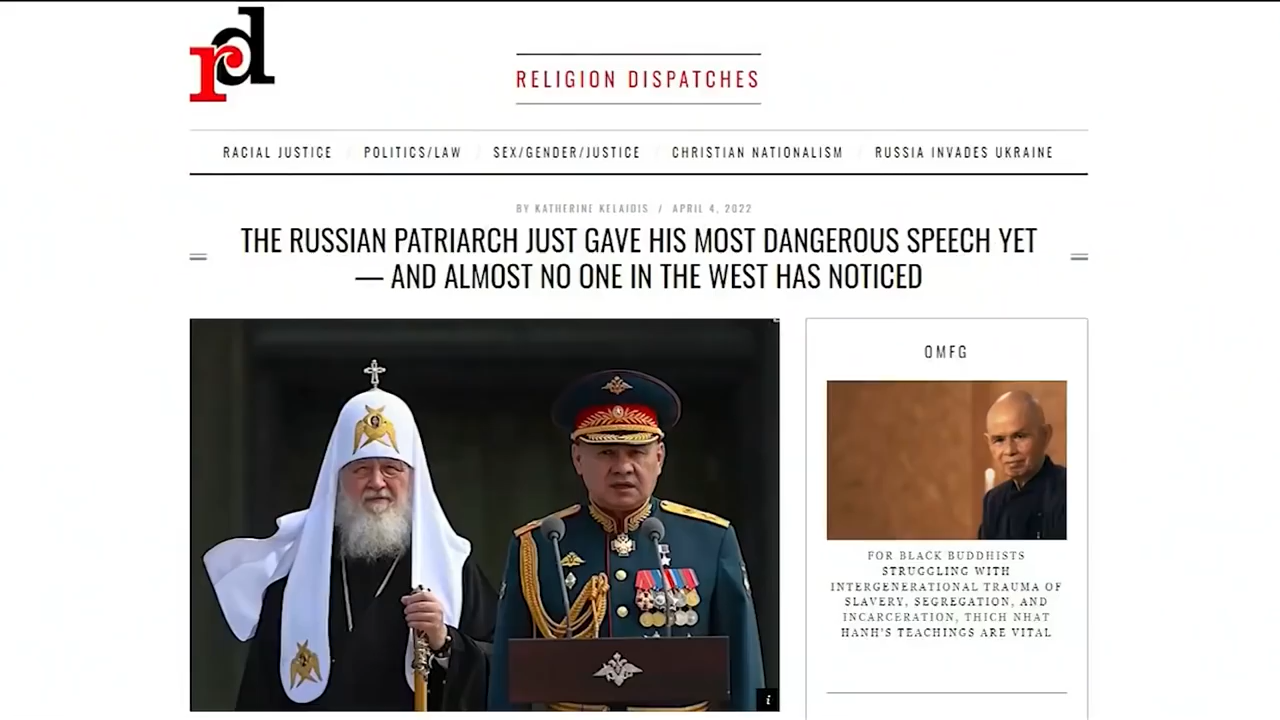 rd
RELIGION DISPATCHES
RACIAL JUSTICE / POLITICS/LAW / SEX/GENDER/JUSTICE / CHRISTIAN NATIONALISM / RUSSIA INVADES UKRAINE
BY KATHERINE KELAIDIS / APRIL 4, 2022
THE RUSSIAN PATRIARCH JUST GAVE HIS MOST DANGEROUS SPEECH YET
— AND ALMOST NO ONE IN THE WEST HAS NOTICED
i
OMFG
FOR BLACK BUDDHISTS
STRUGGLING WITH
INTERGENERATIONAL TRAUMA OF
SLAVERY, SEGREGATION, AND
INCARCERATION, THICH NHAT
HANH'S TEACHINGS ARE VITAL